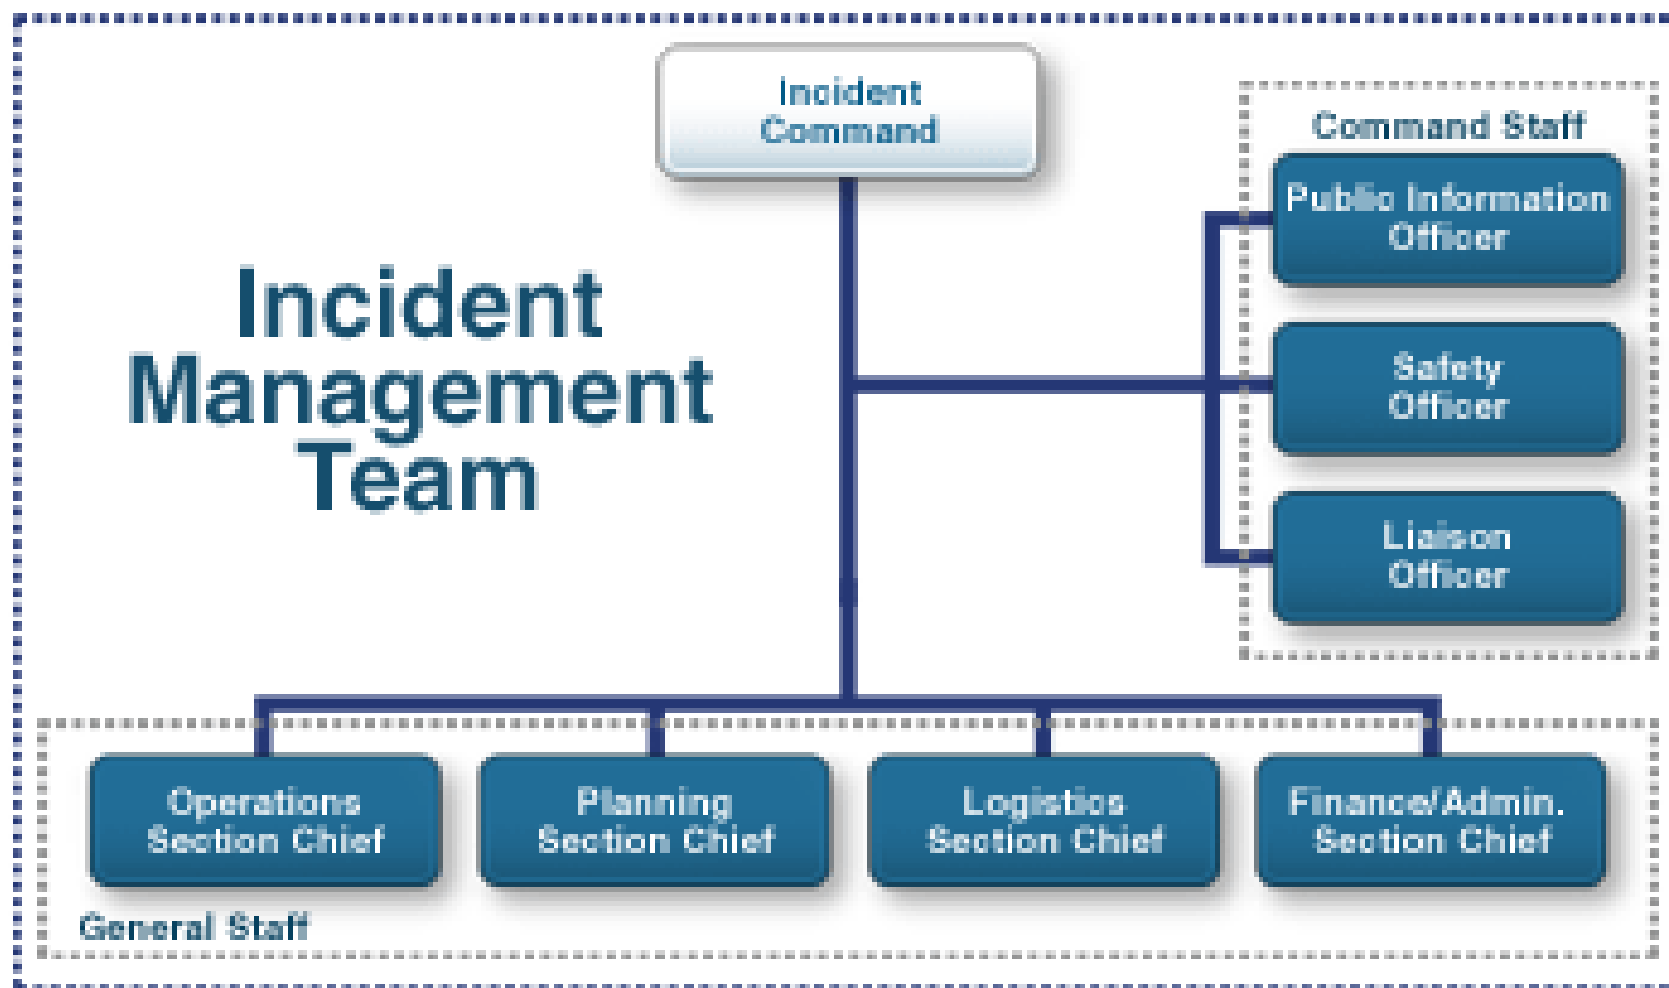 Incident
Command
Command Staff
Public Information
Officer
Safety
Officer
Liaison
Officer
Incident
Management
Team
Operations
Section Chief
Planning
Section Chief
Logistics
Section Chief
Finance/Admin.
Section Chief
General Staff